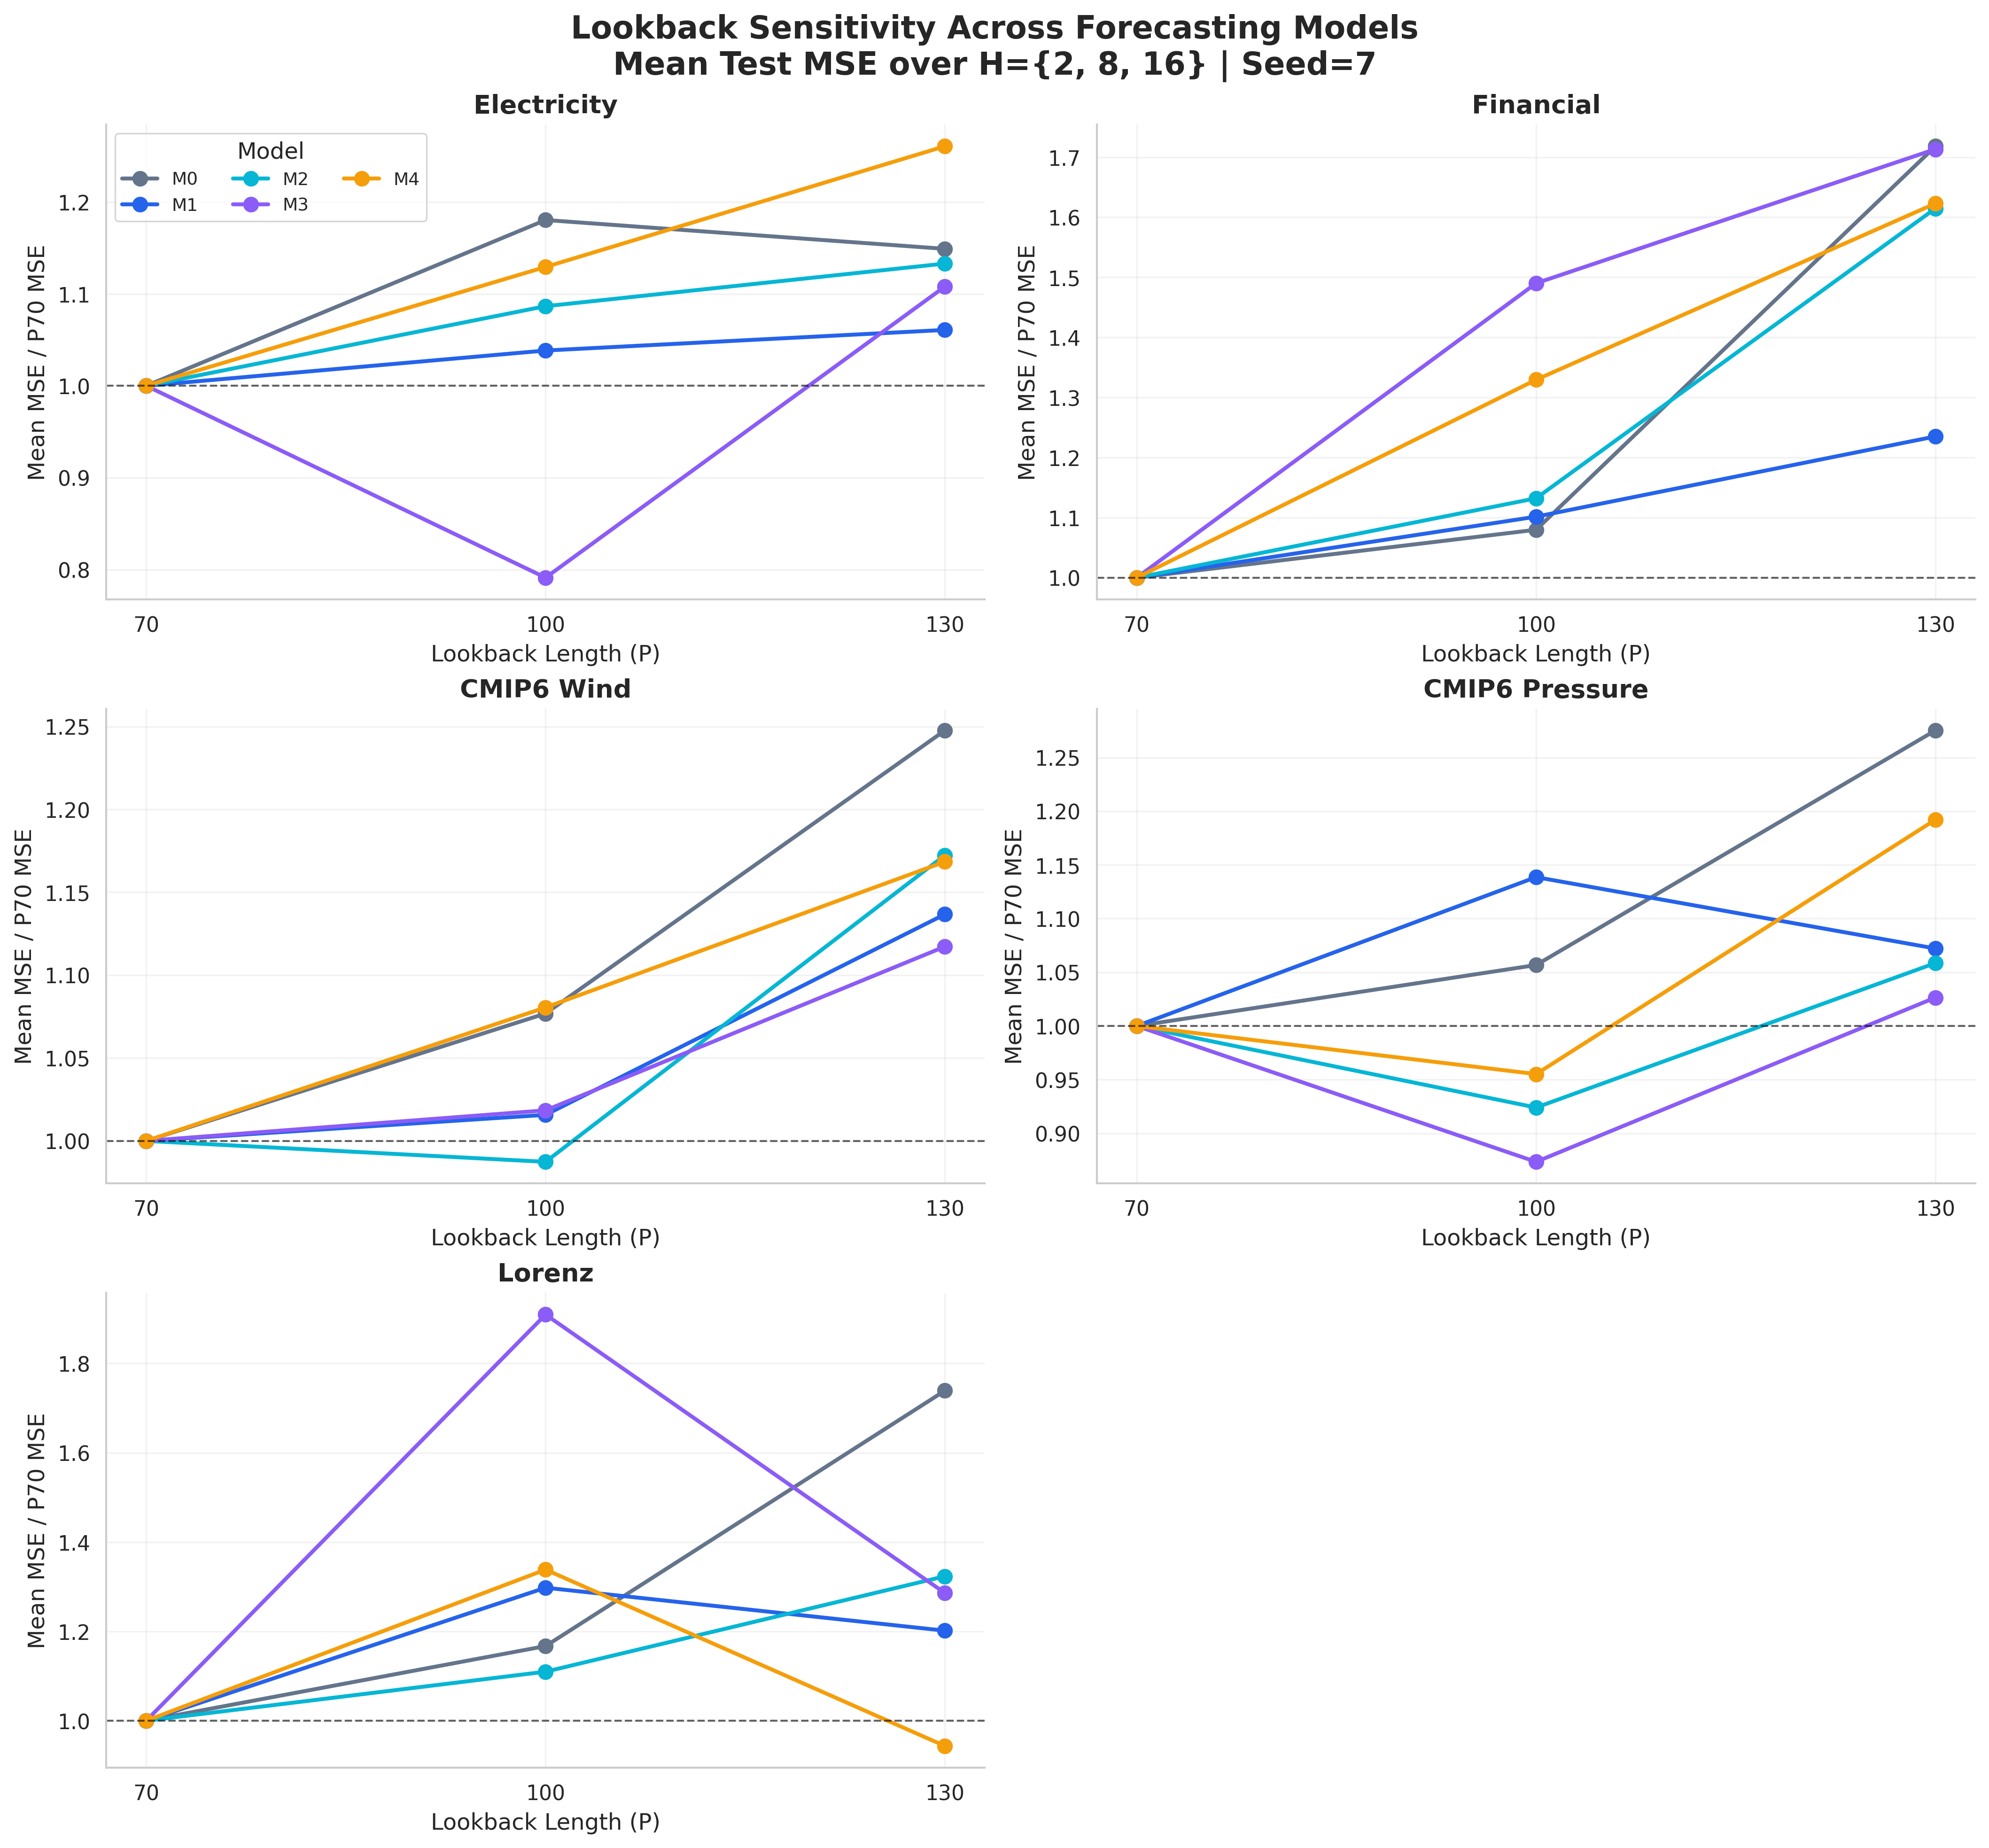 Lookback Sensitivity Across Forecasting Models
Mean Test MSE over H={2, 8, 16} | Seed=7
Electricity
Model
M0 M2 M4
M1 M3
Mean MSE / P70 MSE
1.2
1.1
1.0
0.9
0.8
70 100 130
Lookback Length (P)
Financial
Mean MSE / P70 MSE
1.7
1.6
1.5
1.4
1.3
1.2
1.1
1.0
70 100 130
Lookback Length (P)
CMIP6 Wind
Mean MSE / P70 MSE
1.25
1.20
1.15
1.10
1.05
1.00
70 100 130
Lookback Length (P)
CMIP6 Pressure
Mean MSE / P70 MSE
1.25
1.20
1.15
1.10
1.05
1.00
0.95
0.90
70 100 130
Lookback Length (P)
Lorenz
Mean MSE / P70 MSE
1.8
1.6
1.4
1.2
1.0
70 100 130
Lookback Length (P)